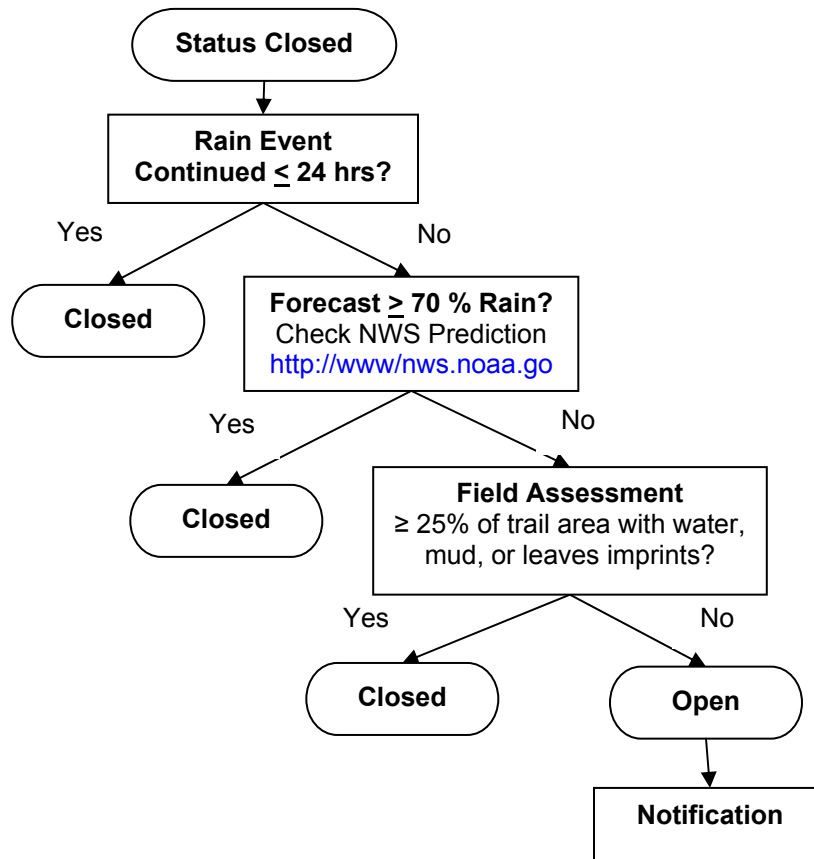 Status Closed
Rain Event
Continued ≤ 24 hrs?
Yes
No
Closed
Forecast ≥ 70 % Rain?
Check NWS Prediction
http://www/nws.noaa.go
Yes
No
Closed
Field Assessment
≥ 25% of trail area with water,
mud, or leaves imprints?
Yes
No
Closed
Open
Notification